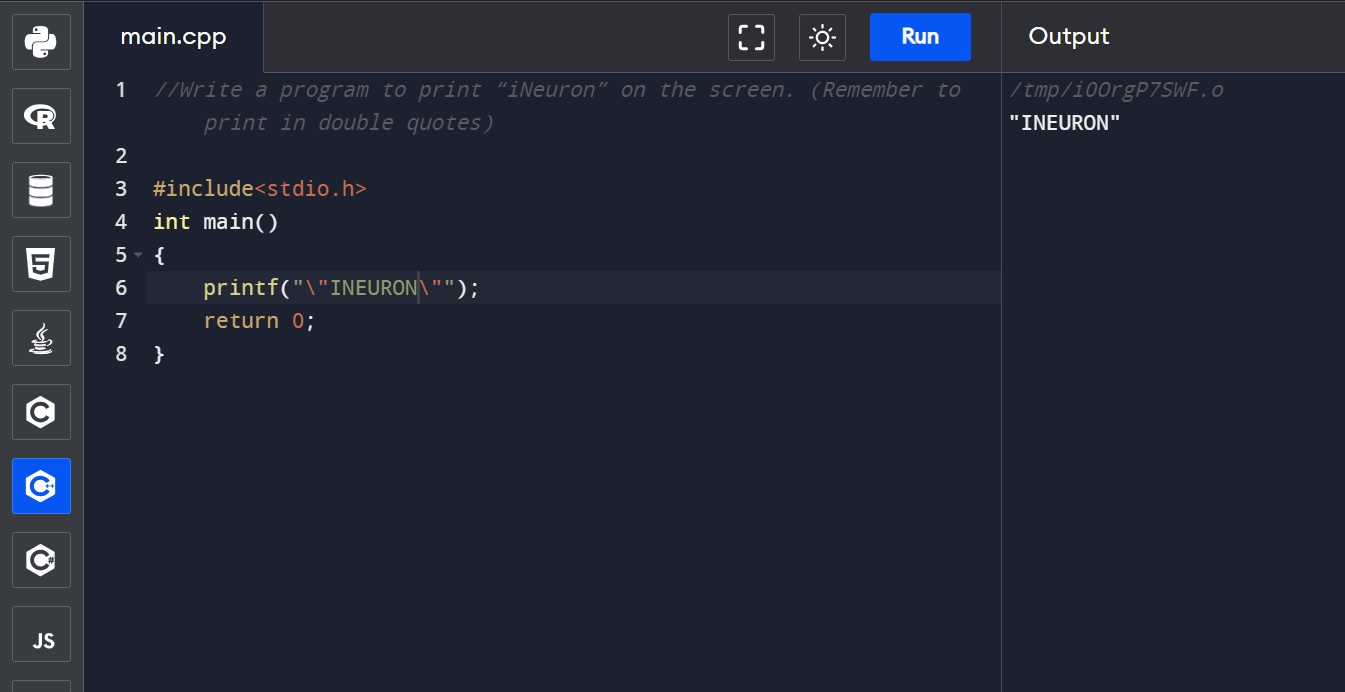 main.cpp
Run
Output
1 //Write a program to print “iNeuron” on the screen. (Remember to
print in double quotes)
2
3 #include<stdio.h>
4 int main()
5 {
6 printf("\"INEURON\"");
7 return 0;
8 }
/tmp/iOOrgP7SWF.o
"INEURON"
R
5
C
C++
C#
JS